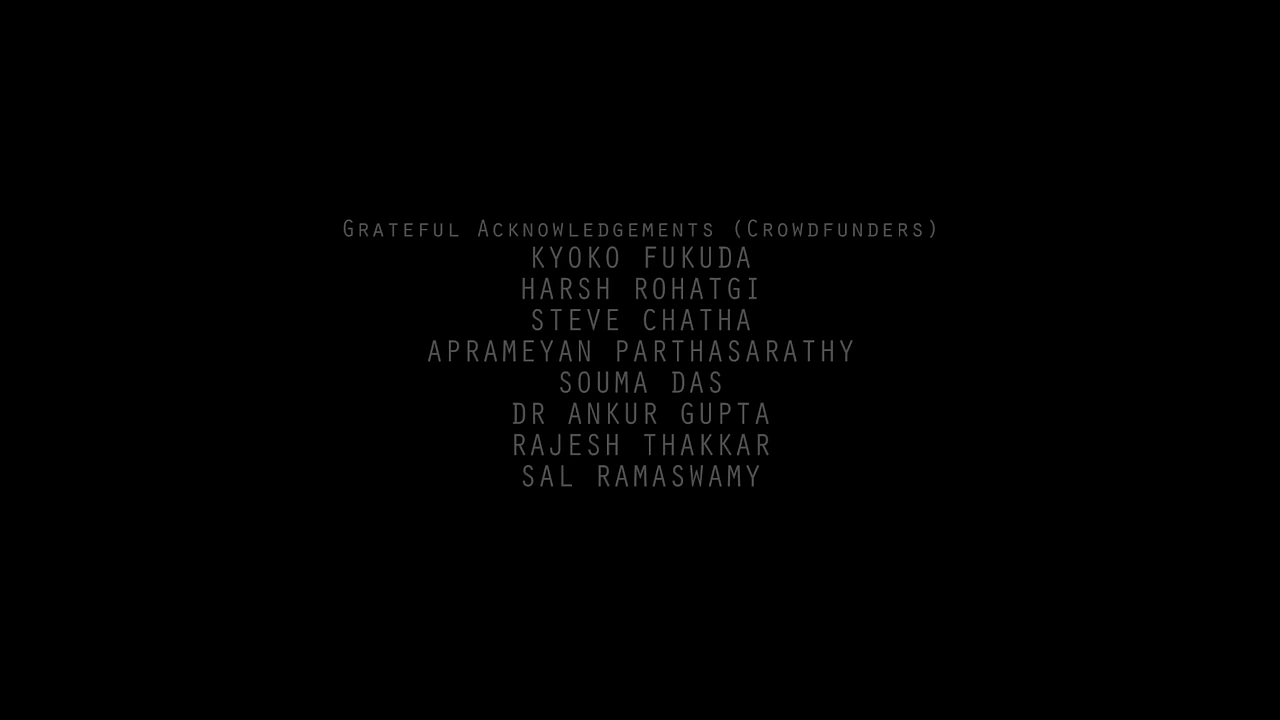 Grateful Acknowledgements (Crowdfunders)
KYOKO FUKUDA
HARSH ROHATGI
STEVE CHATHA
APRAMEYAN PARTHASARATHY
SOUMA DAS
DR ANKUR GUPTA
RAJESH THAKKAR
SAL RAMASWAMY